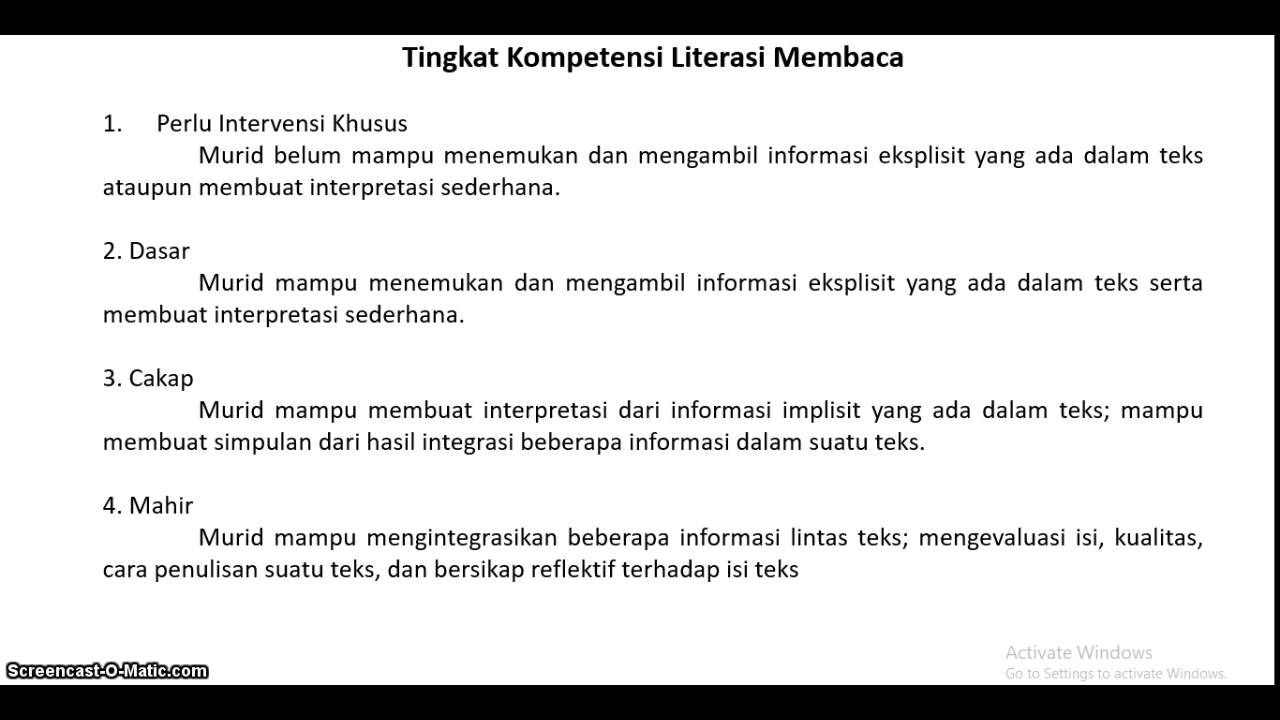 Tingkat Kompetensi Literasi Membaca
1. Perlu Intervensi Khusus
Murid belum mampu menemukan dan mengambil informasi eksplisit yang ada dalam teks
ataupun membuat interpretasi sederhana.
2. Dasar
Murid mampu menemukan dan mengambil informasi eksplisit yang ada dalam teks serta
membuat interpretasi sederhana.
3. Cakap
Murid mampu membuat interpretasi dari informasi implisit yang ada dalam teks; mampu
membuat simpulan dari hasil integrasi beberapa informasi dalam suatu teks.
4. Mahir
Murid mampu mengintegrasikan beberapa informasi lintas teks; mengevaluasi isi, kualitas,
cara penulisan suatu teks, dan bersikap reflektif terhadap isi teks
Activate Windows
Go to Settings to activate Windows.
Screencast-O-Matic.com